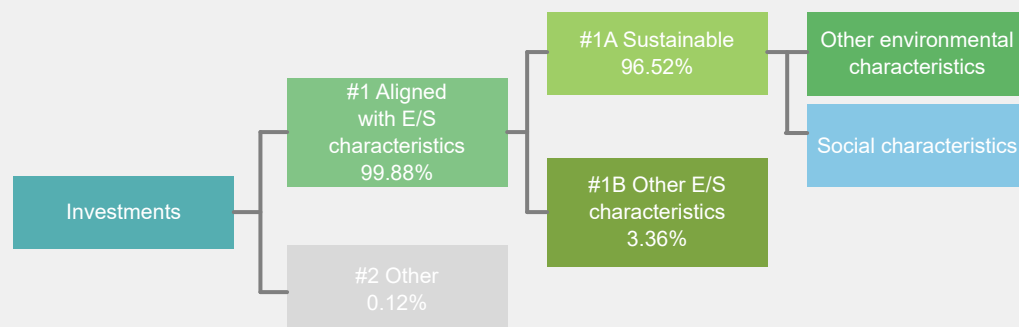 Investments
#1 Aligned
with E/S
characteristics
99.88%
#2 Other
0.12%
#1A Sustainable
96.52%
#1B Other E/S
characteristics
3.36%
Other environmental
characteristics
Social characteristics